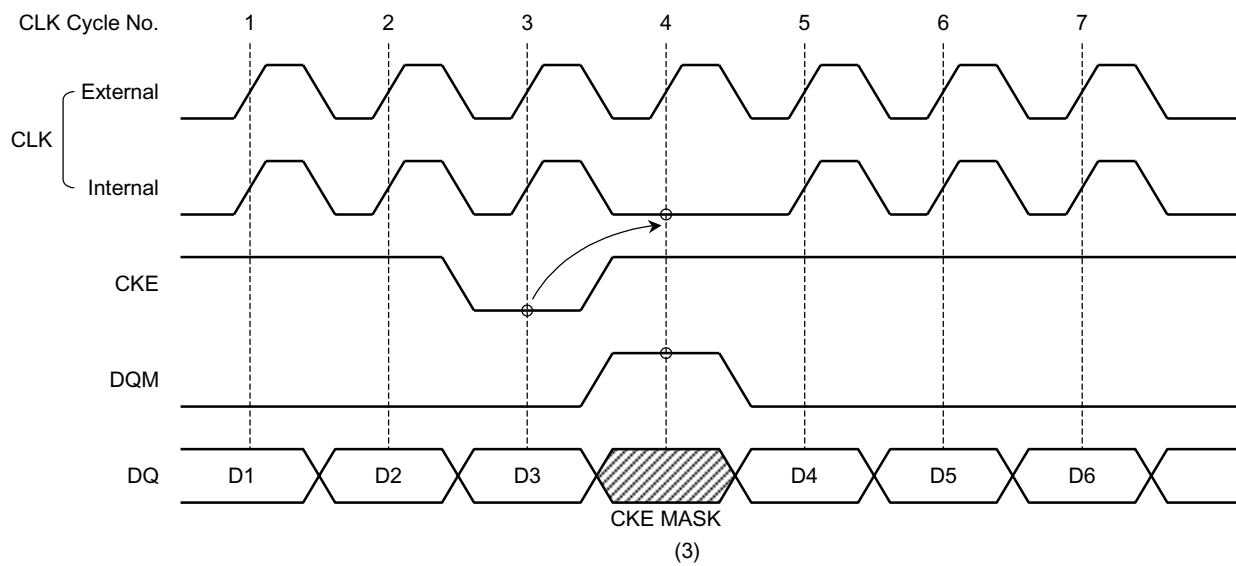 CLK Cycle No. 1 2 3 4 5 6 7
External
CLK
Internal
CKE
DQM
DQ D1 D2 D3 D4 D5 D6
CKE MASK
(3)